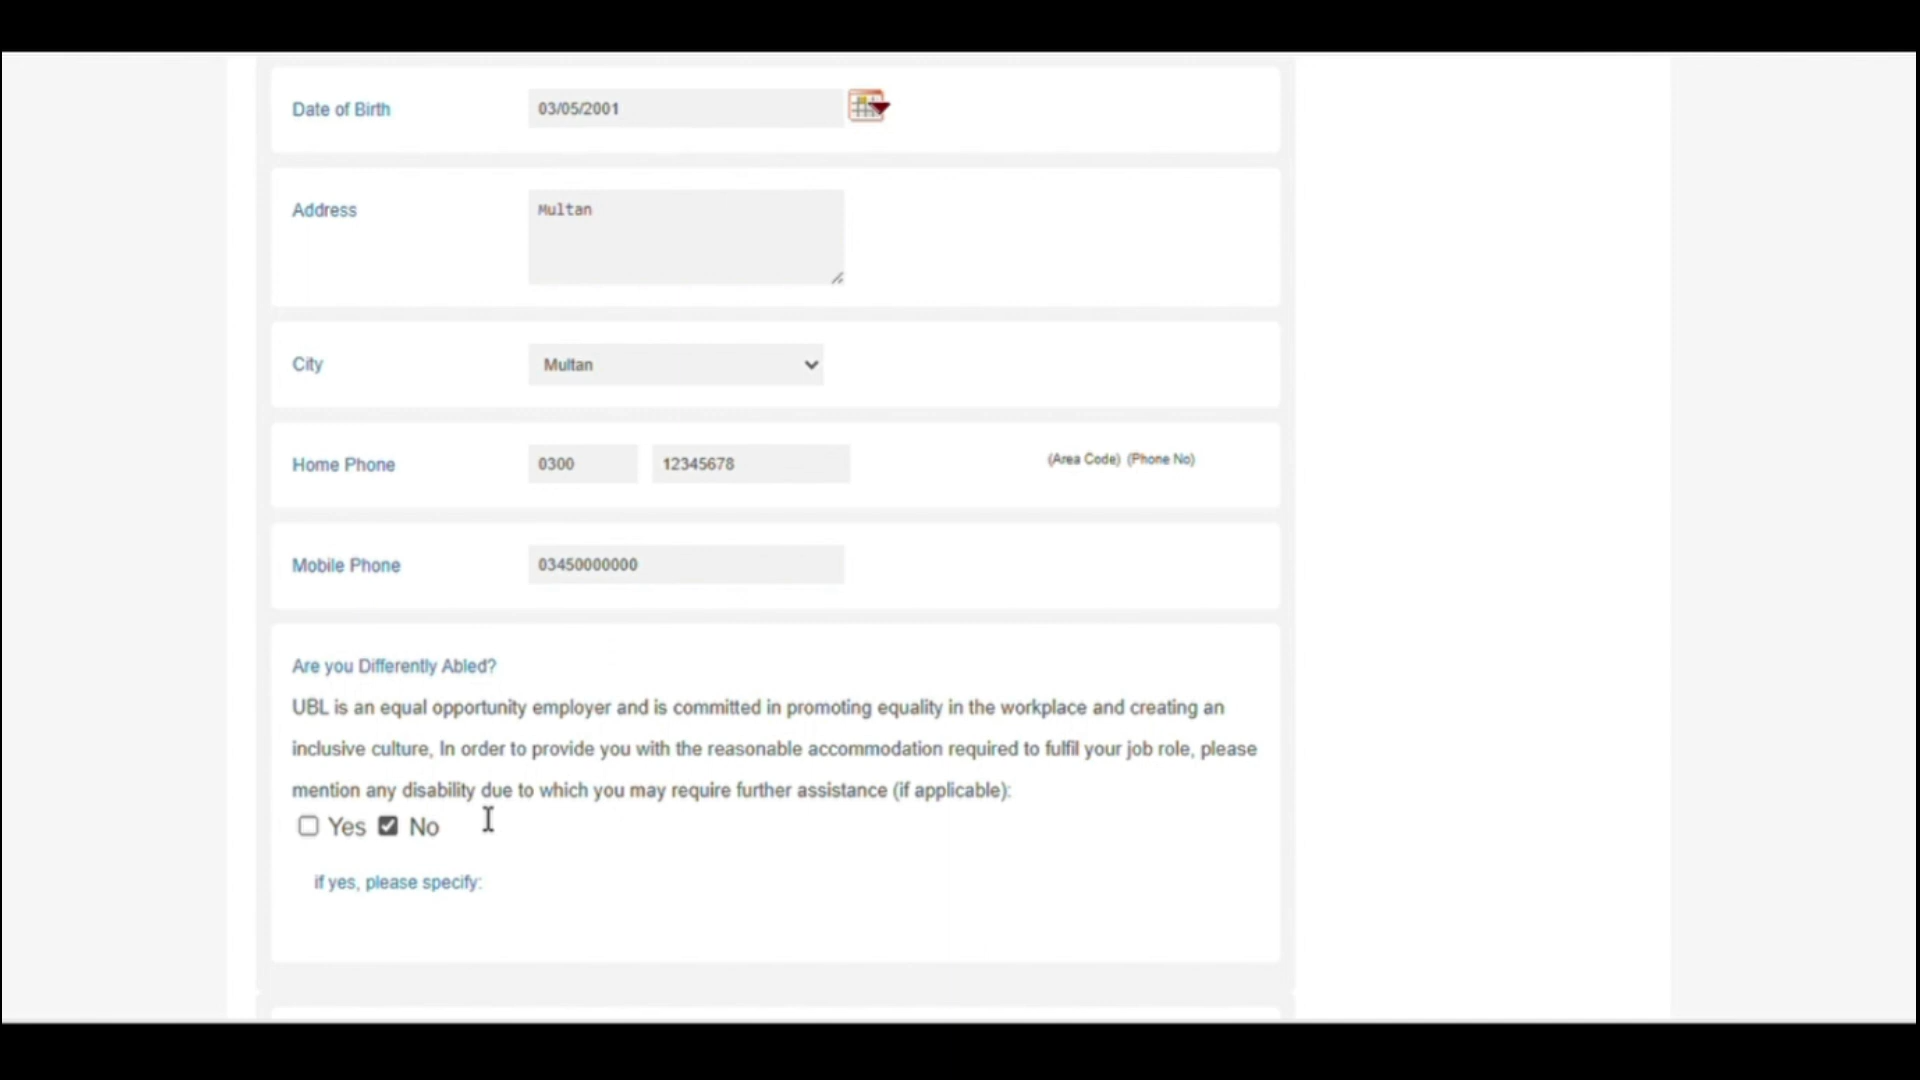 Date of Birth 03/05/2001
Address Multan
City Multan
Home Phone 0300 12345678 (Area Code) (Phone No)
Mobile Phone 03450000000
Are you Differently Abled?
UBL is an equal opportunity employer and is committed in promoting equality in the workplace and creating an
inclusive culture, In order to provide you with the reasonable accommodation required to fulfil your job role, please
mention any disability due to which you may require further assistance (if applicable):
Yes No
if yes, please specify: